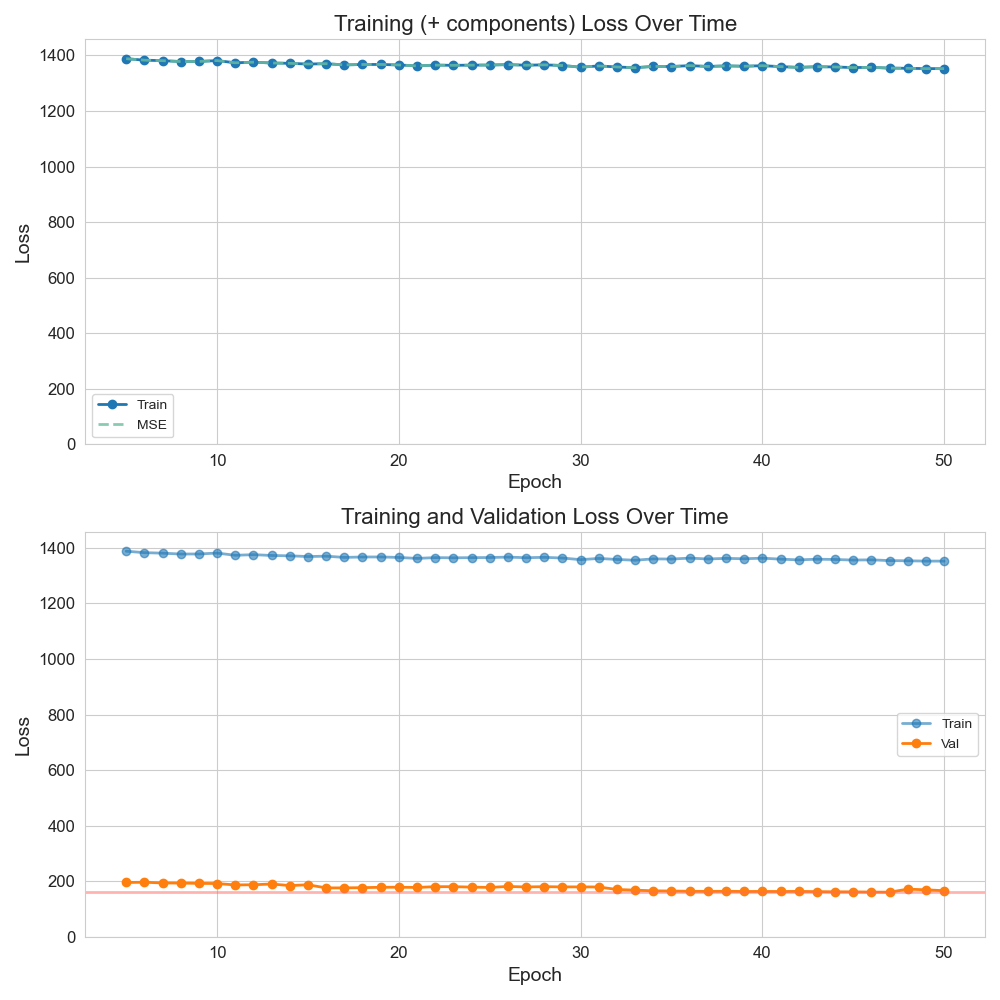 Training (+ components) Loss Over Time
1400
1200
1000
800
600
400
200
0
Loss
Train
MSE
10 20 30 40 50
Epoch
Training and Validation Loss Over Time
1400
1200
1000
800
600
400
200
0
Loss
Train
Val
10 20 30 40 50
Epoch